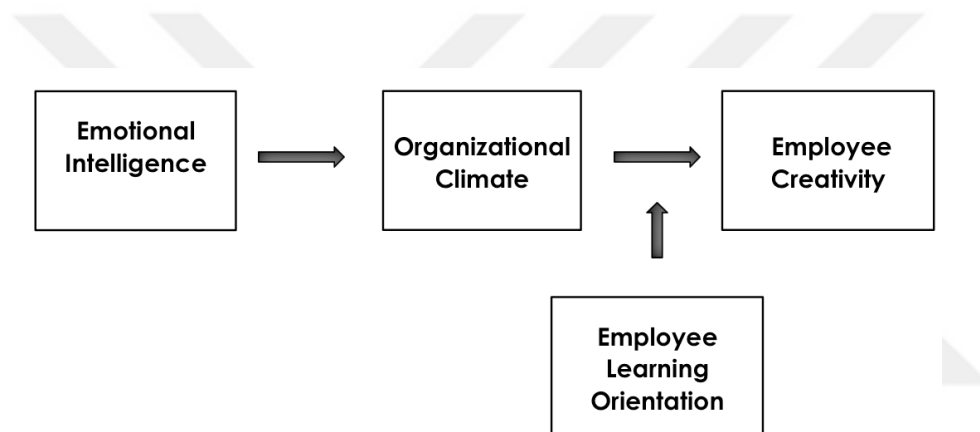 Emotional
Intelligence
Organizational
Climate
Employee
Creativity
Employee
Learning
Orientation